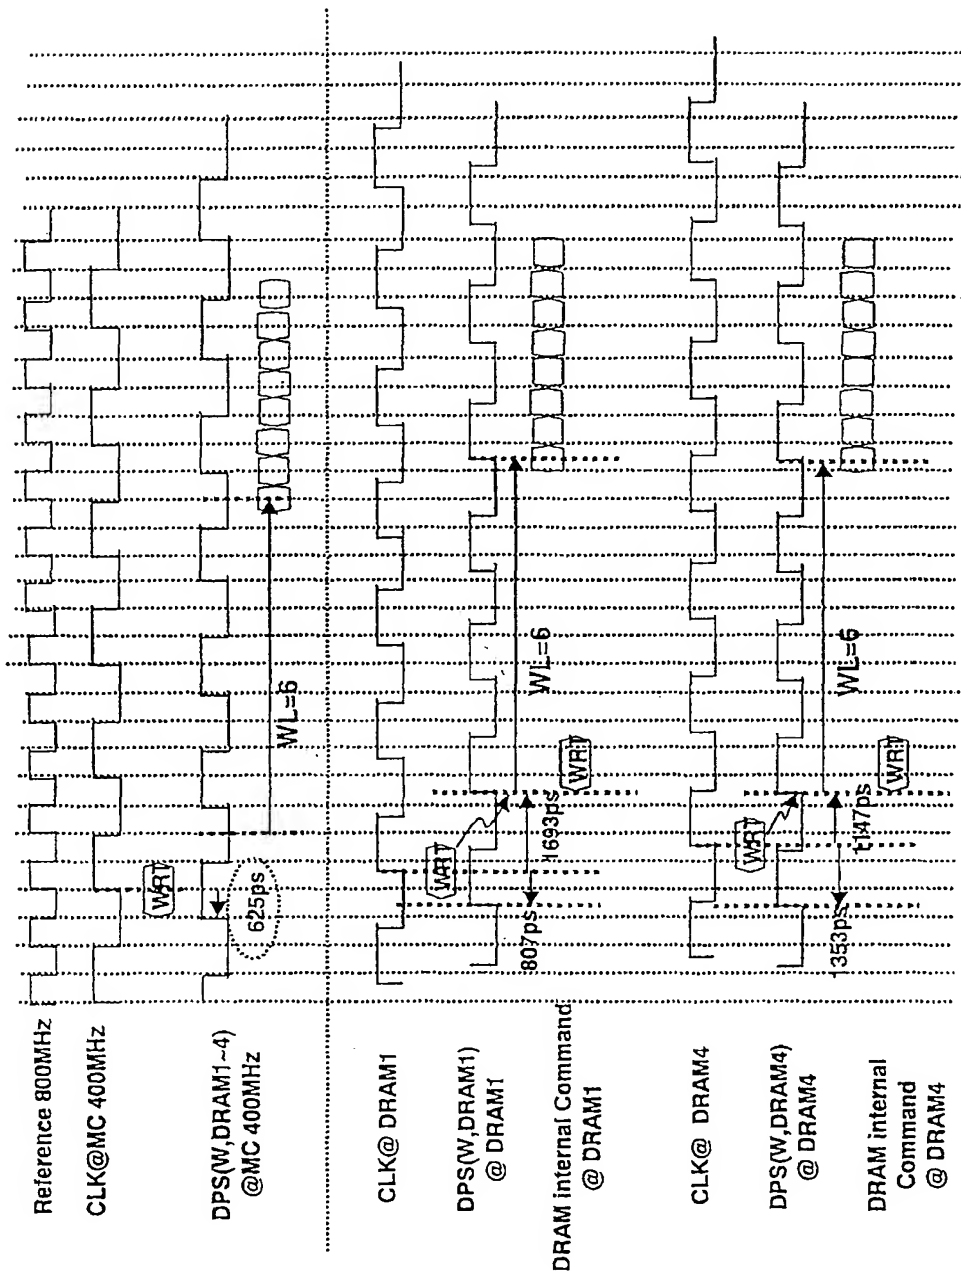 Reference 800MHz
CLK@MC 400MHz
WRT
DPS(W,DRAM1~4)
@MC 400MHz
625ps
WL=6
CLK@ DRAM1
WRT
DPS(W,DRAM1)
@ DRAM1
807ps
1693ps
WL=6
DRAM internal Command
@ DRAM1
WRT
CLK@ DRAM4
WRT
DPS(W,DRAM4)
@ DRAM4
1353ps
1147ps
WL=6
DRAM internal
Command
@ DRAM4
WRT